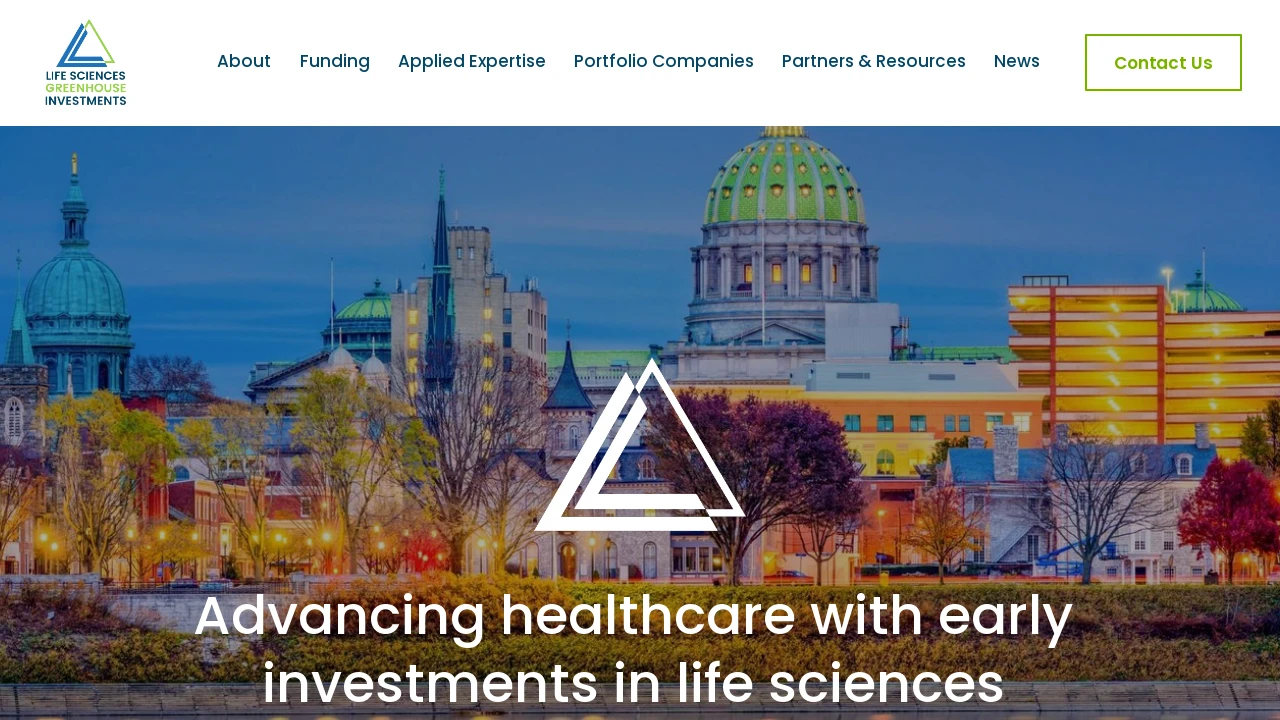 LIFE SCIENCES
GREENHOUSE
INVESTMENTS
About
Funding
Applied Expertise
Portfolio Companies
Partners & Resources
News
Contact Us
Advancing healthcare with early
investments in life sciences